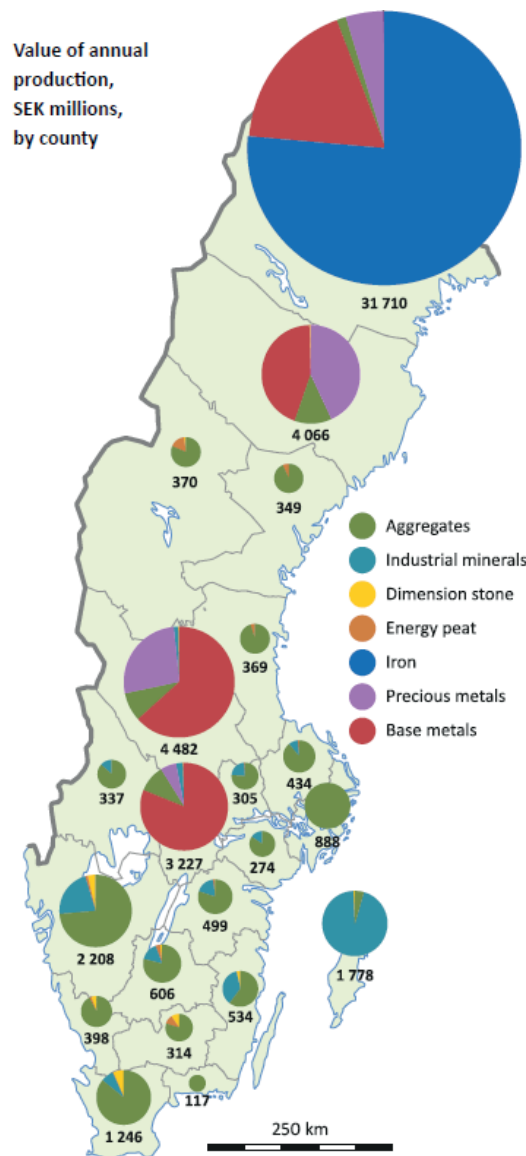 Value of annual
production,
SEK millions,
by county
31 710
4 066
370
349
Aggregates
Industrial minerals
Dimension stone
Energy peat
Iron
Precious metals
Base metals
369
4 482
434
337
305
888
3 227
274
499
2 208
1 778
606
534
398
314
117
1 246
250 km